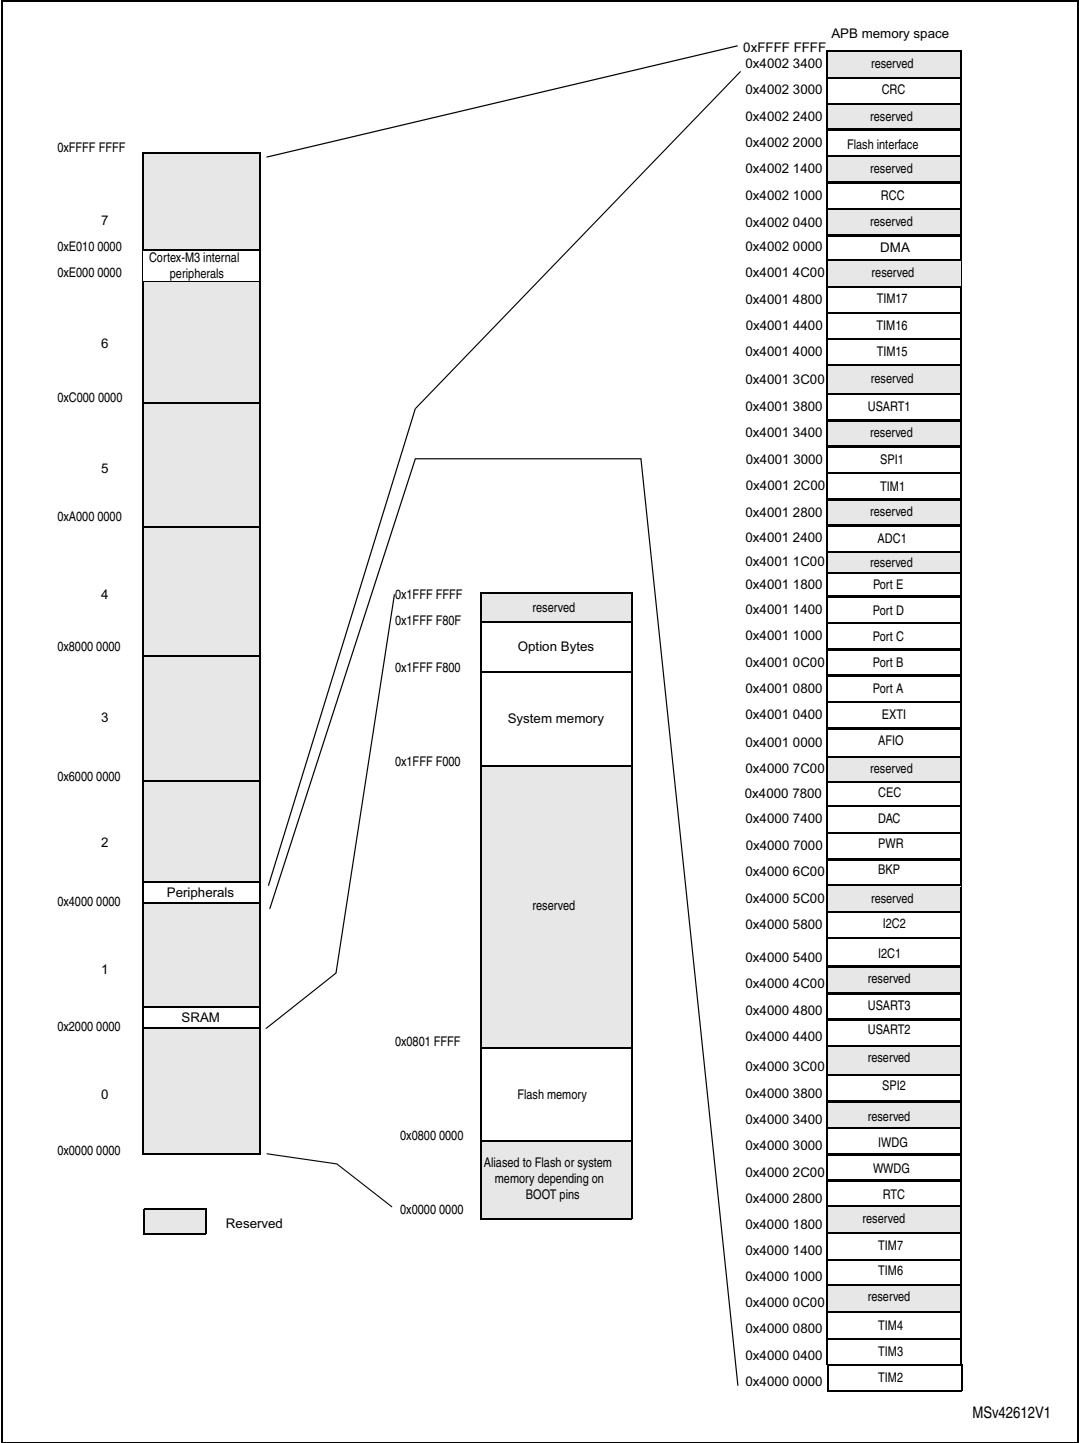 0xFFFF FFFF
7
0xE010 0000
Cortex-M3 internal
peripherals
0xE000 0000
6
0xC000 0000
5
0xA000 0000
4
0x8000 0000
3
0x6000 0000
2
Peripherals
0x4000 0000
1
SRAM
0x2000 0000
0
0x0000 0000
Reserved
0x1FFF FFFF
reserved
0x1FFF F80F
Option Bytes
0x1FFF F800
System memory
0x1FFF F000
reserved
0x0801 FFFF
Flash memory
0x0800 0000
Aliased to Flash or system
memory depending on
BOOT pins
0x0000 0000
APB memory space
0xFFFF FFFF
0x4002 3400 reserved
0x4002 3000 CRC
0x4002 2400 reserved
0x4002 2000 Flash interface
0x4002 1400 reserved
0x4002 1000 RCC
0x4002 0400 reserved
0x4002 0000 DMA
0x4001 4C00 reserved
0x4001 4800 TIM17
0x4001 4400 TIM16
0x4001 4000 TIM15
0x4001 3C00 reserved
0x4001 3800 USART1
0x4001 3400 reserved
0x4001 3000 SPI1
0x4001 2C00 TIM1
0x4001 2800 reserved
0x4001 2400 ADC1
0x4001 1C00 reserved
0x4001 1800 Port E
0x4001 1400 Port D
0x4001 1000 Port C
0x4001 0C00 Port B
0x4001 0800 Port A
0x4001 0400 EXTI
0x4001 0000 AFIO
0x4000 7C00 reserved
0x4000 7800 CEC
0x4000 7400 DAC
0x4000 7000 PWR
0x4000 6C00 BKP
0x4000 5C00 reserved
0x4000 5800 I2C2
0x4000 5400 I2C1
0x4000 4C00 reserved
0x4000 4800 USART3
0x4000 4400 USART2
0x4000 3C00 reserved
0x4000 3800 SPI2
0x4000 3400 reserved
0x4000 3000 IWDG
0x4000 2C00 WWDG
0x4000 2800 RTC
0x4000 1800 reserved
0x4000 1400 TIM7
0x4000 1000 TIM6
0x4000 0C00 reserved
0x4000 0800 TIM4
0x4000 0400 TIM3
0x4000 0000 TIM2
MSv42612V1